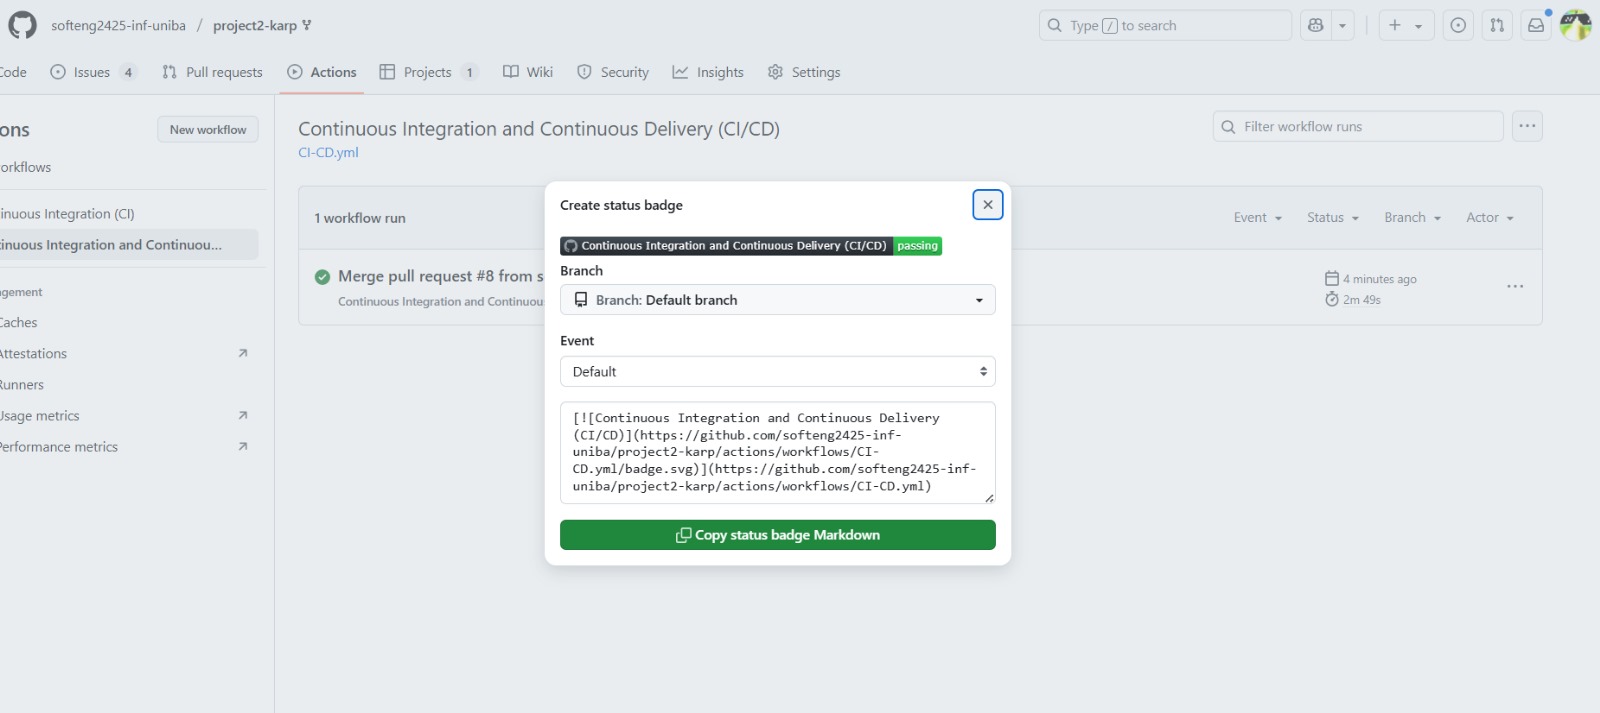 softeng2425-inf-uniba / project2-karp
Type / to search
Code Issues 4 Pull requests Actions Projects 1 Wiki Security Insights Settings
ons
New workflow
orkflows
inuous Integration (CI)
tinuous Integration and Continuou...
agement
Caches
Attestations
Runners
Usage metrics
Performance metrics
Continuous Integration and Continuous Delivery (CI/CD)
CI-CD.yml
Filter workflow runs
1 workflow run
Event Status Branch Actor
Merge pull request #8 from s
Continuous Integration and Continuou
4 minutes ago
2m 49s
Create status badge
Continuous Integration and Continuous Delivery (CI/CD) passing
Branch
Branch: Default branch
Event
Default
[![Continuous Integration and Continuous Delivery
(CI/CD)](https://github.com/softeng2425-inf-
uniba/project2-karp/actions/workflows/CI-
CD.yml/badge.svg)](https://github.com/softeng2425-inf-
uniba/project2-karp/actions/workflows/CI-CD.yml)
Copy status badge Markdown